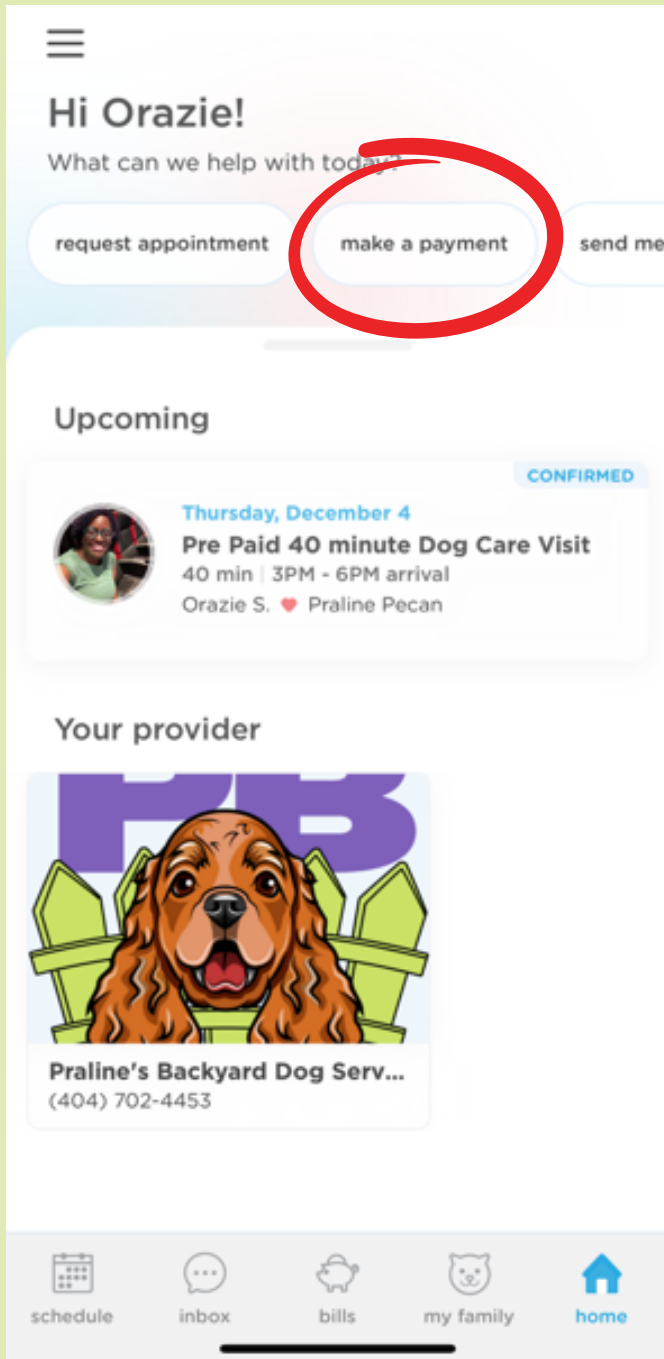 Hi Orazie!
What can we help with today?
request appointment
make a payment
send me
Upcoming
CONFIRMED
Thursday, December 4
Pre Paid 40 minute Dog Care Visit
40 min | 3PM - 6PM arrival
Orazie S. ♥ Praline Pecan
Your provider
PB
Praline's Backyard Dog Serv...
(404) 702-4453
schedule
inbox
bills
my family
home